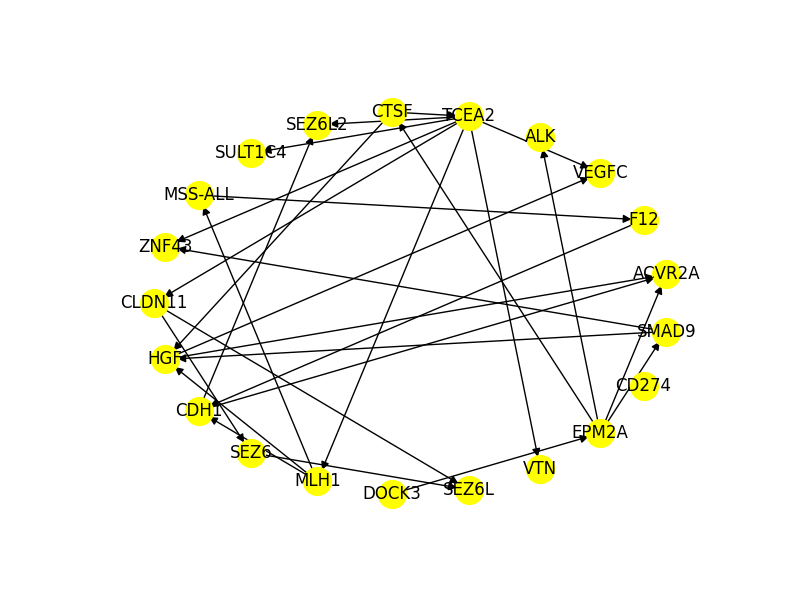 CTSF
TCEA2
SEZ6L2
ALK
SULT1C4
VEGFC
MSS-ALL
F12
ZNF43
ACVR2A
CLDN11
SMAD9
HGF
CD274
CDH1
EPM2A
SEZ6
VTN
MLH1
SEZ6L
DOCK3